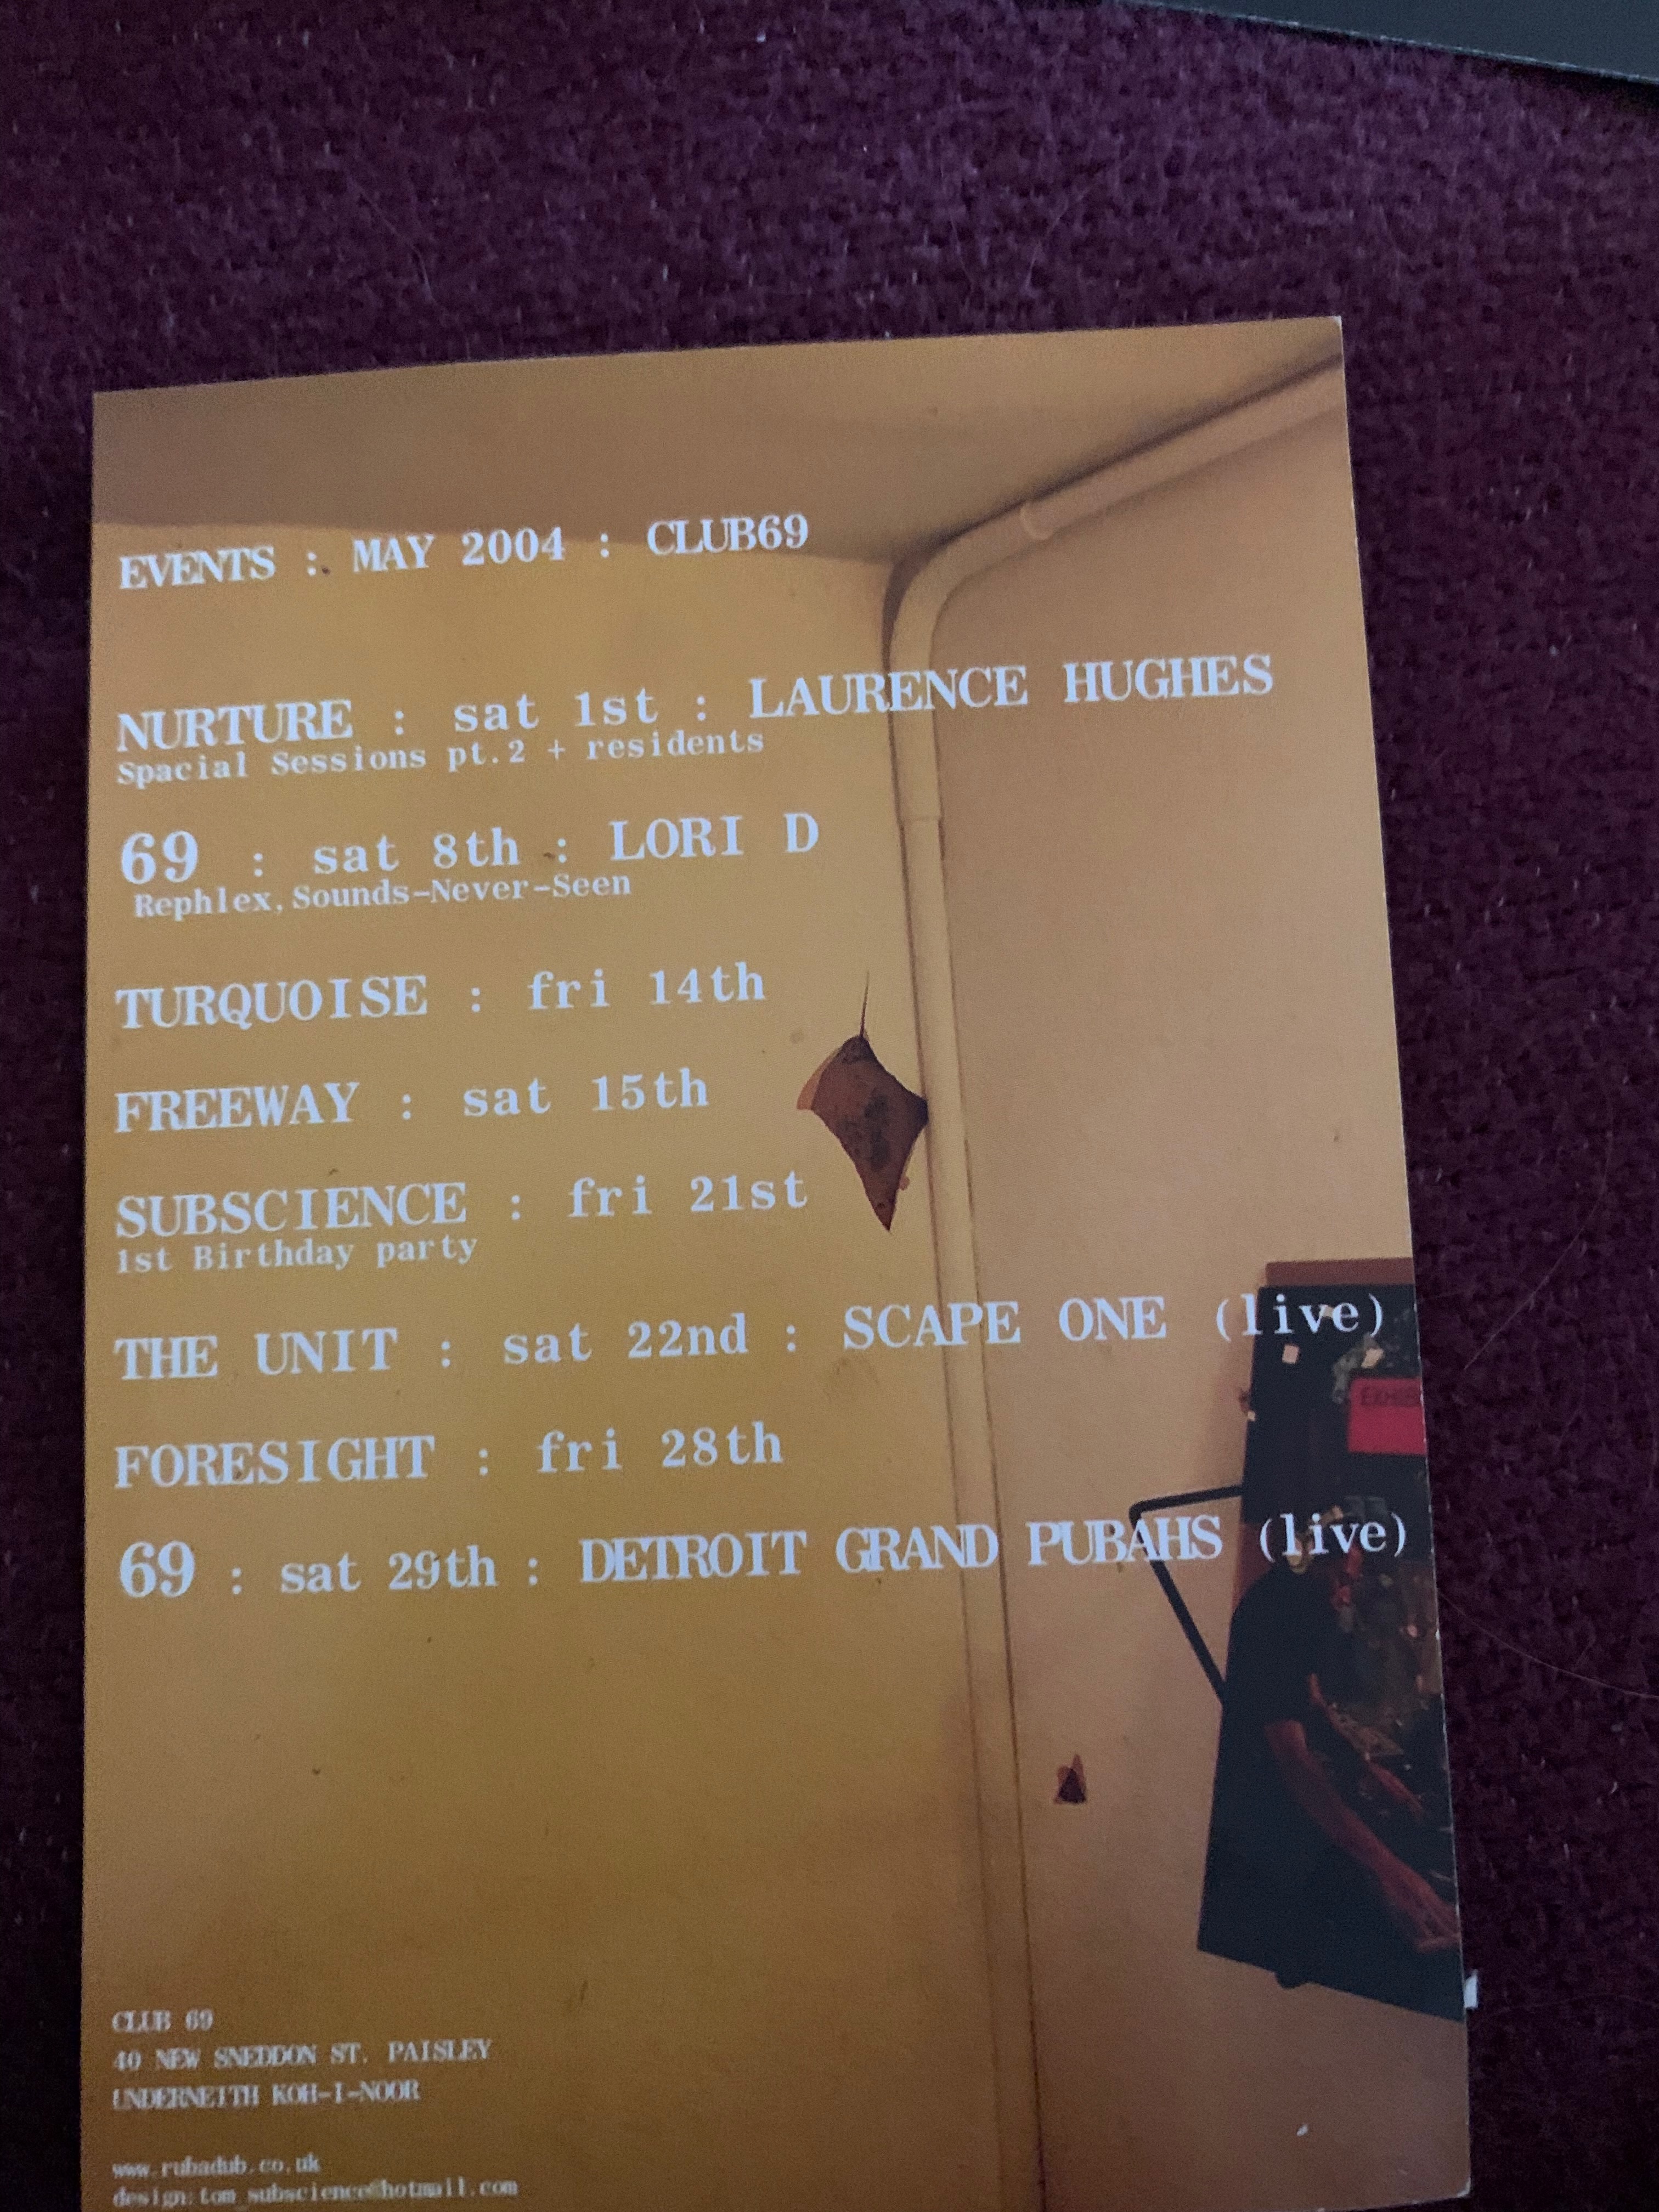 EVENTS : MAY 2004 : CLUB69
NURTURE : sat 1st : LAURENCE HUGHES
Spacial Sessions pt.2 + residents
69 : sat 8th : LORI D
Rephlex, Sounds-Never-Seen
TURQUOISE : fri 14th
FREEWAY : sat 15th
SUBSCIENCE : fri 21st
1st Birthday party
THE UNIT : sat 22nd : SCAPE ONE (live)
FORESIGHT : fri 28th
69 : sat 29th : DETROIT GRAND PUBAHS (live)
CLUB 69
40 NEW SNEDDON ST. PAISLEY
UNDERNEITH KOH-I-NOOR
www.rubadub.co.uk
design:tom_subscience@hotmail.com